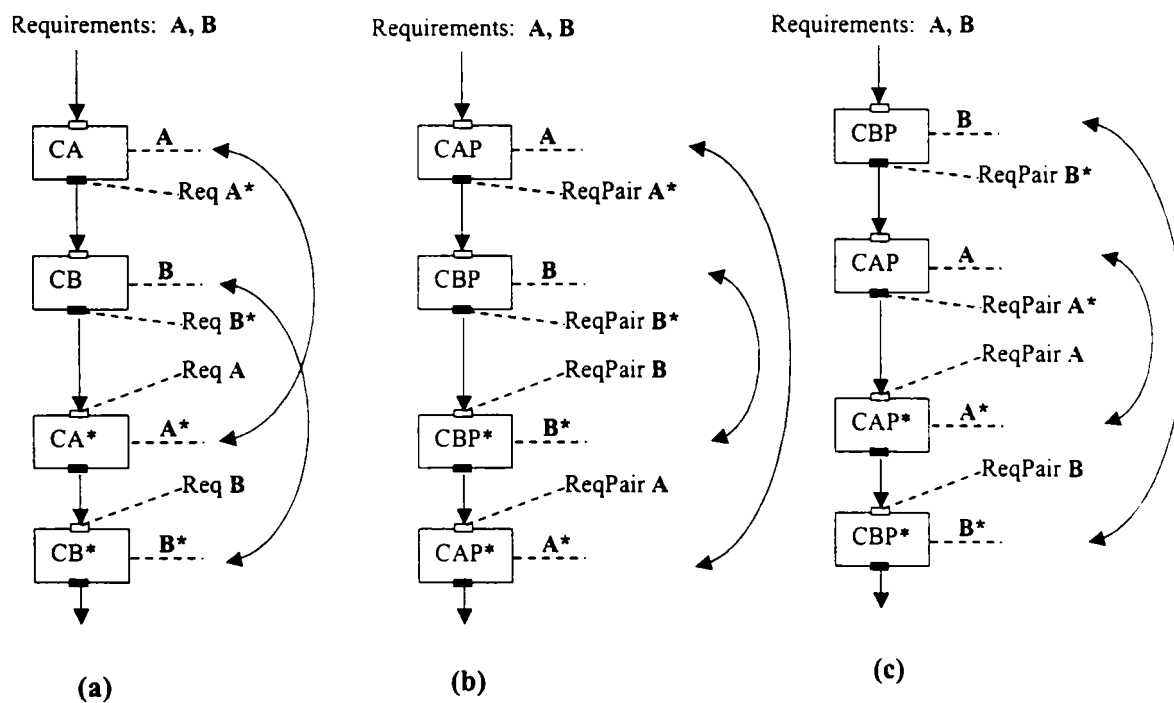 Requirements: A, B
CA
A
Req A*
CB
B
Req B*
Req A
CA*
A*
Req B
CB*
B*
(a)
Requirements: A, B
CAP
A
ReqPair A*
CBP
B
ReqPair B*
ReqPair B
CBP*
B*
ReqPair A
CAP*
A*
(b)
Requirements: A, B
CBP
B
ReqPair B*
CAP
A
ReqPair A*
ReqPair A
CAP*
A*
ReqPair B
CBP*
B*
(c)